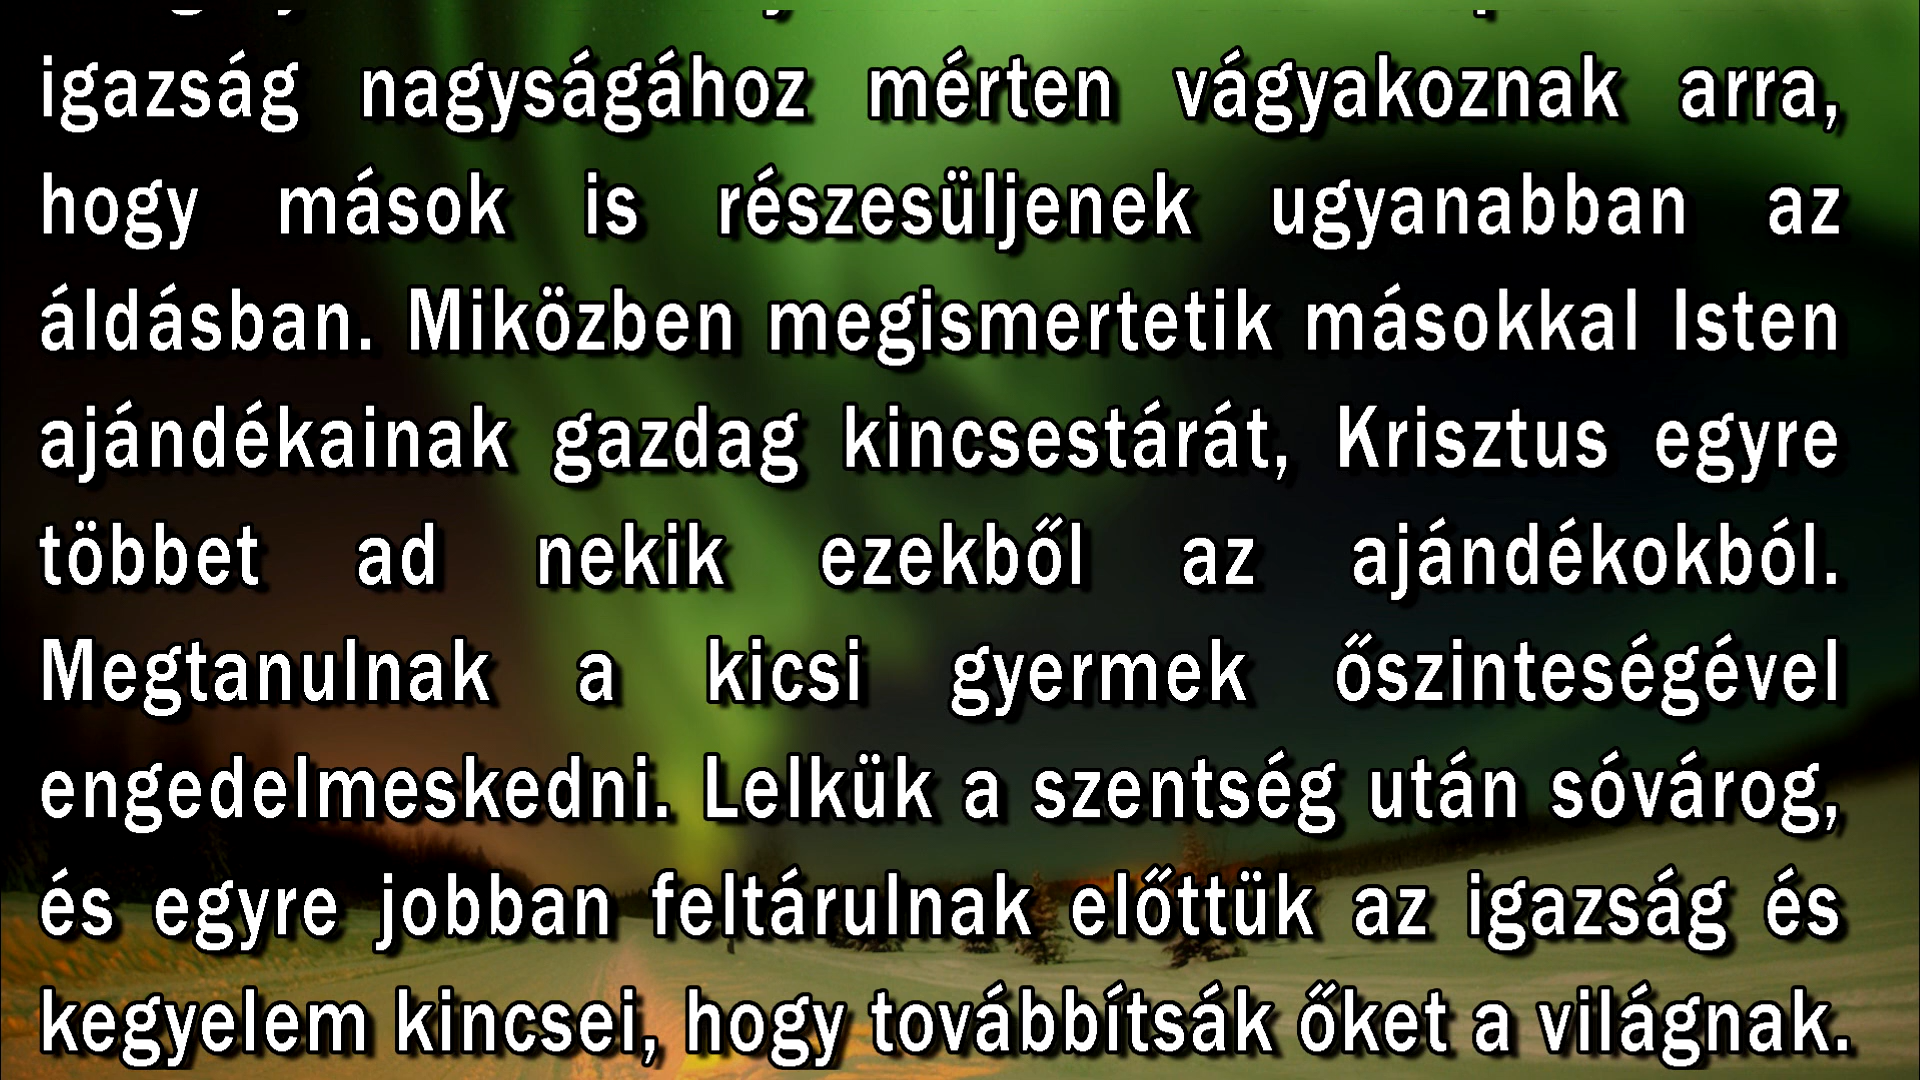 igazság nagyságához mérten vágyakoznak arra,
hogy mások is részesüljenek ugyanabban az
áldásban. Miközben megismertetik másokkal Isten
ajándékainak gazdag kincsestárát, Krisztus egyre
többet ad nekik ezekből az ajándékokból.
Megtanulnak a kicsi gyermek őszinteségével
engedelmeskedni. Lelkük a szentség után sóvárog,
és egyre jobban feltárulnak előttük az igazság és
kegyelem kincsei, hogy továbbítsák őket a világnak.